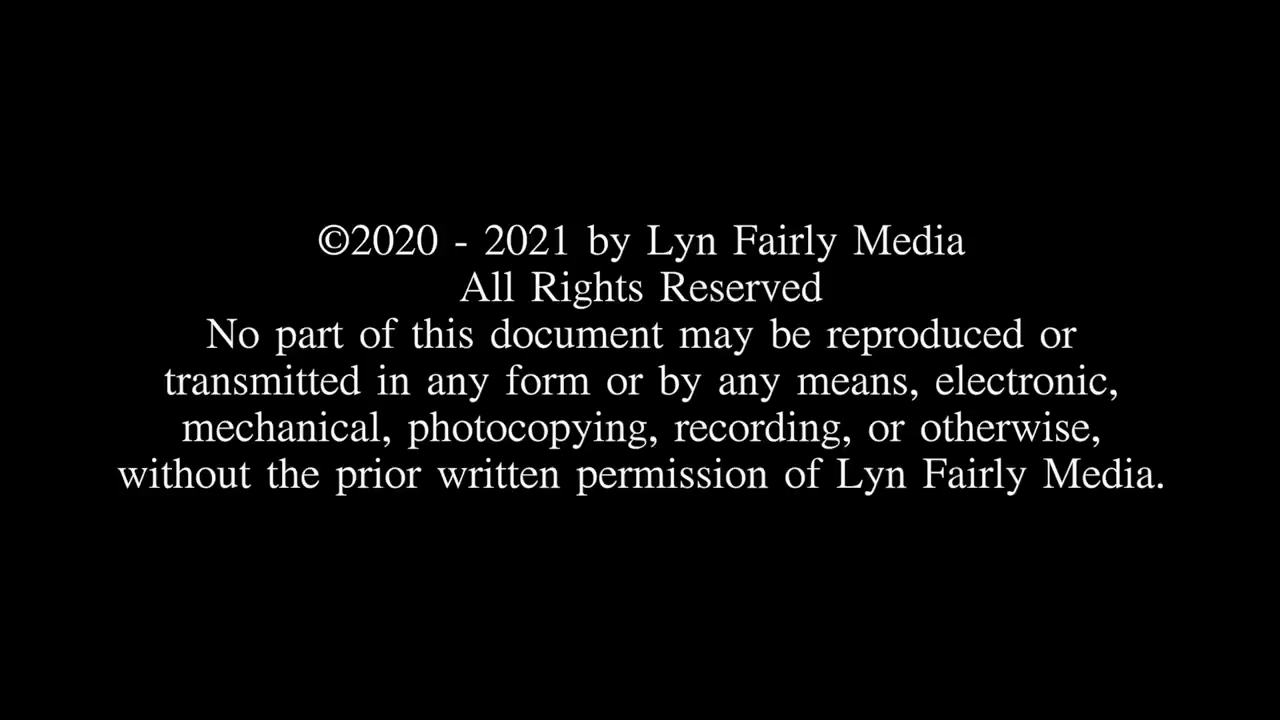 ©2020 - 2021 by Lyn Fairly Media
All Rights Reserved
No part of this document may be reproduced or
transmitted in any form or by any means, electronic,
mechanical, photocopying, recording, or otherwise,
without the prior written permission of Lyn Fairly Media.